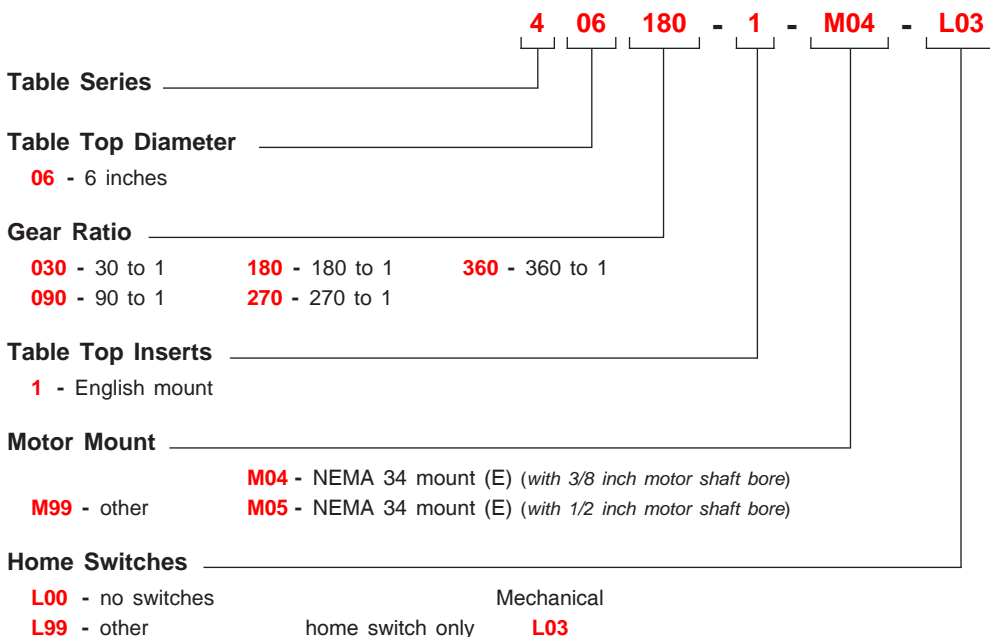 4 06 180 - 1 - M04 - L03
Table Series
Table Top Diameter
06 - 6 inches
Gear Ratio
030 - 30 to 1 180 - 180 to 1 360 - 360 to 1
090 - 90 to 1 270 - 270 to 1
Table Top Inserts
1 - English mount
Motor Mount
M04 - NEMA 34 mount (E) (with 3/8 inch motor shaft bore)
M99 - other M05 - NEMA 34 mount (E) (with 1/2 inch motor shaft bore)
Home Switches
L00 - no switches Mechanical
L99 - other home switch only L03